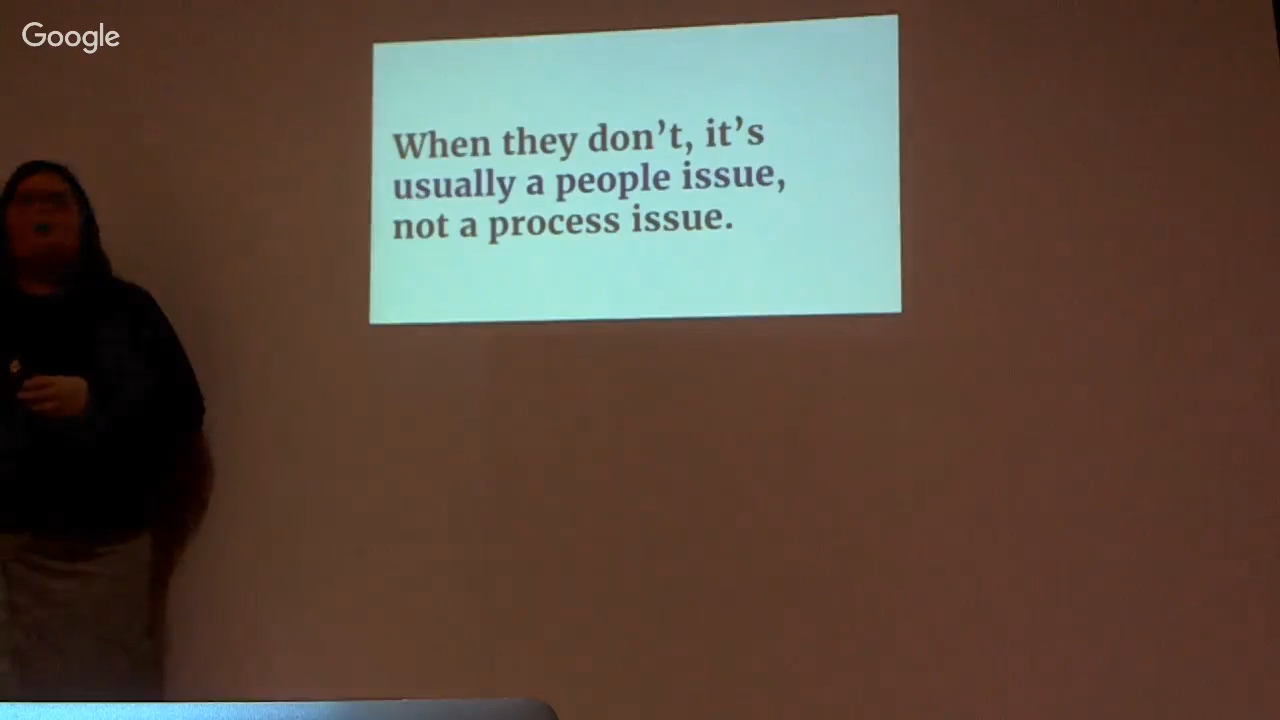 Google
When they don't, it's
usually a people issue,
not a process issue.